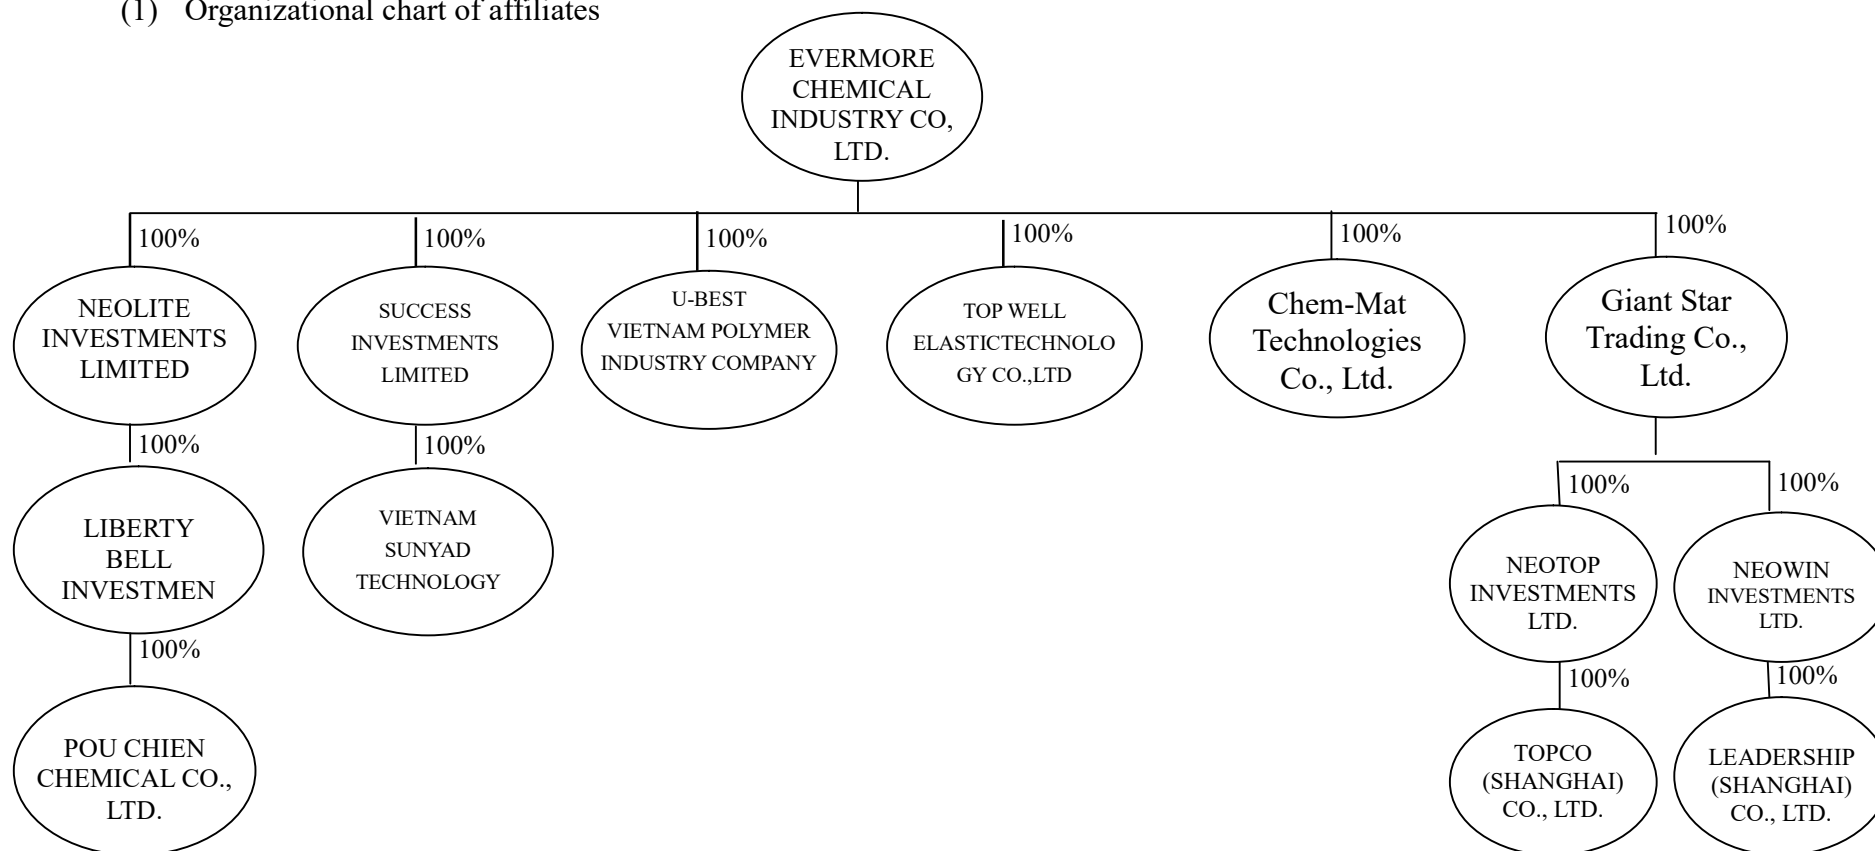 (1) Organizational chart of affiliates
EVERMORE
CHEMICAL
INDUSTRY CO,
LTD.
100%
100%
100%
100%
100%
100%
NEOLITE
INVESTMENTS
LIMITED
SUCCESS
INVESTMENTS
LIMITED
U-BEST
VIETNAM POLYMER
INDUSTRY COMPANY
TOP WELL
ELASTICTECHNOLO
GY CO.,LTD
Chem-Mat
Technologies
Co., Ltd.
Giant Star
Trading Co.,
Ltd.
100%
100%
100%
100%
LIBERTY
BELL
INVESTMEN
VIETNAM
SUNYAD
TECHNOLOGY
NEOTOP
INVESTMENTS
LTD.
NEOWIN
INVESTMENTS
LTD.
100%
100%
100%
POU CHIEN
CHEMICAL CO.,
LTD.
TOPCO
(SHANGHAI)
CO., LTD.
LEADERSHIP
(SHANGHAI)
CO., LTD.